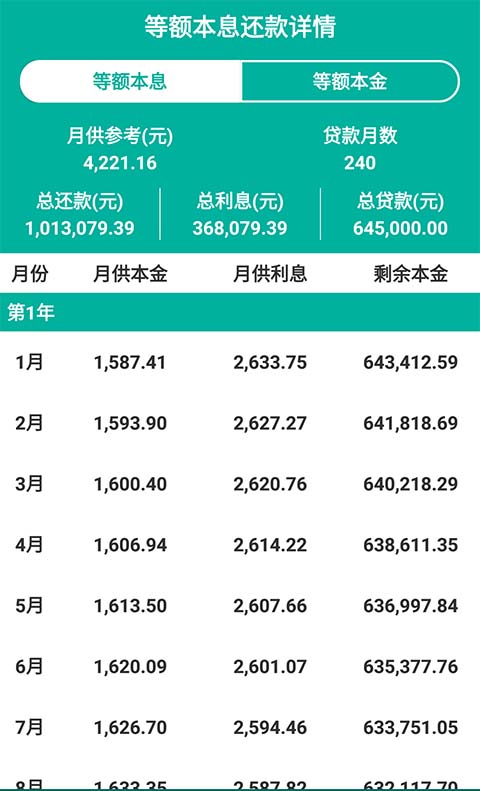 等额本息还款详情
等额本息 等额本金
月供参考(元) 贷款月数
4,221.16 240
总还款(元) 总利息(元) 总贷款(元)
1,013,079.39 368,079.39 645,000.00
月份 月供本金 月供利息 剩余本金
第1年
1月 1,587.41 2,633.75 643,412.59
2月 1,593.90 2,627.27 641,818.69
3月 1,600.40 2,620.76 640,218.29
4月 1,606.94 2,614.22 638,611.35
5月 1,613.50 2,607.66 636,997.84
6月 1,620.09 2,601.07 635,377.76
7月 1,626.70 2,594.46 633,751.05
8月 1,633.35 2,587.82 632,117.70